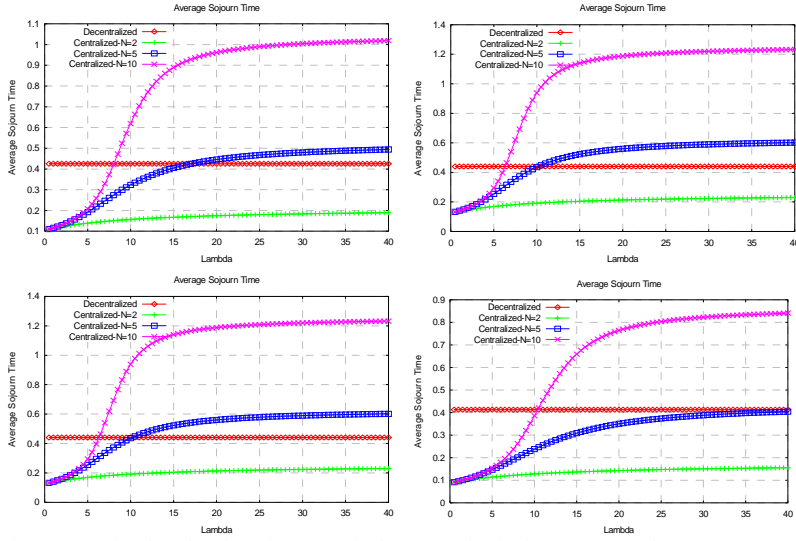 Average Sojourn Time
Average Sojourn Time
Decentralized
Centralized-N=2
Centralized-N=5
Centralized-N=10
1.1
1
0.9
0.8
0.7
0.6
0.5
0.4
0.3
0.2
0.1
0 5 10 15 20 25 30 35 40
Lambda
Average Sojourn Time
Average Sojourn Time
Decentralized
Centralized-N=2
Centralized-N=5
Centralized-N=10
1.4
1.2
1
0.8
0.6
0.4
0.2
0
0 5 10 15 20 25 30 35 40
Lambda
Average Sojourn Time
Average Sojourn Time
Decentralized
Centralized-N=2
Centralized-N=5
Centralized-N=10
1.4
1.2
1
0.8
0.6
0.4
0.2
0
0 5 10 15 20 25 30 35 40
Lambda
Average Sojourn Time
Average Sojourn Time
Decentralized
Centralized-N=2
Centralized-N=5
Centralized-N=10
0.9
0.8
0.7
0.6
0.5
0.4
0.3
0.2
0.1
0
0 5 10 15 20 25 30 35 40
Lambda